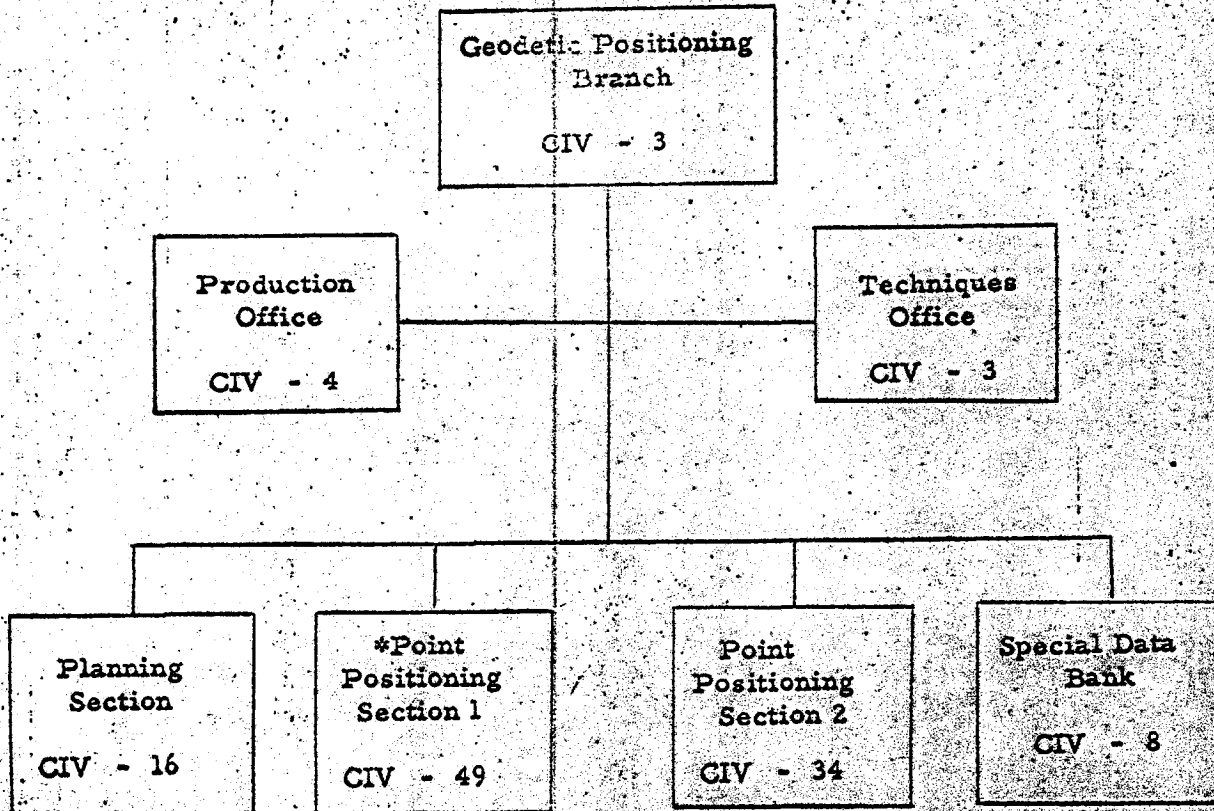 Geodetic Positioning
Branch
CIV - 3
Production
Office
CIV - 4
Techniques
Office
CIV - 3
Planning
Section
CIV - 16
*Point
Positioning
Section 1
CIV - 49
Point
Positioning
Section 2
CIV - 34
Special Data
Bank
CIV - 8